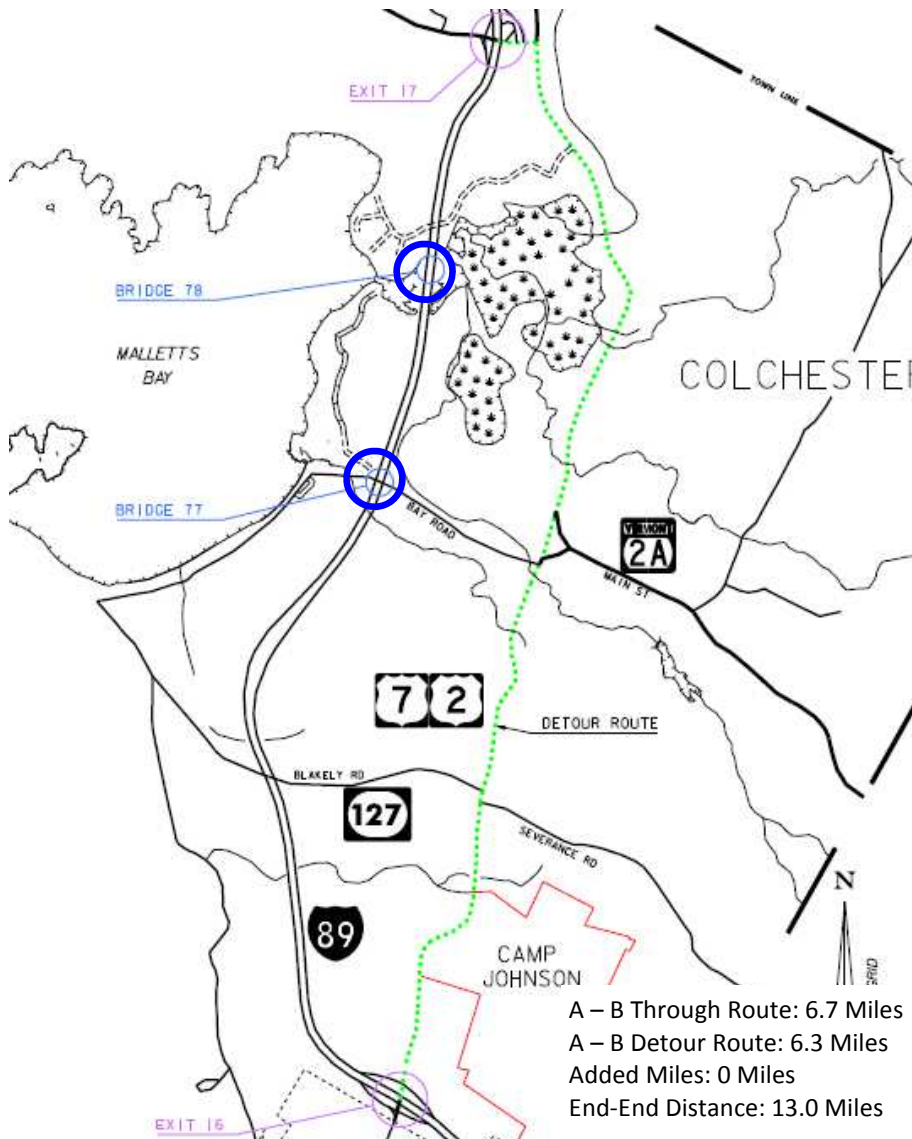 EXIT 17
TOWN LINE
BRIDGE 78
MALLETTS
BAY
COLCHESTER
BRIDGE 77
BAY ROAD
VERMONT
2A
MAIN ST
7 2
DETOUR ROUTE
BLAKELY RD
127
SEVERANCE RD
N
89
CAMP
JOHNSON
GRID
A – B Through Route: 6.7 Miles
A – B Detour Route: 6.3 Miles
Added Miles: 0 Miles
End-End Distance: 13.0 Miles
EXIT 16